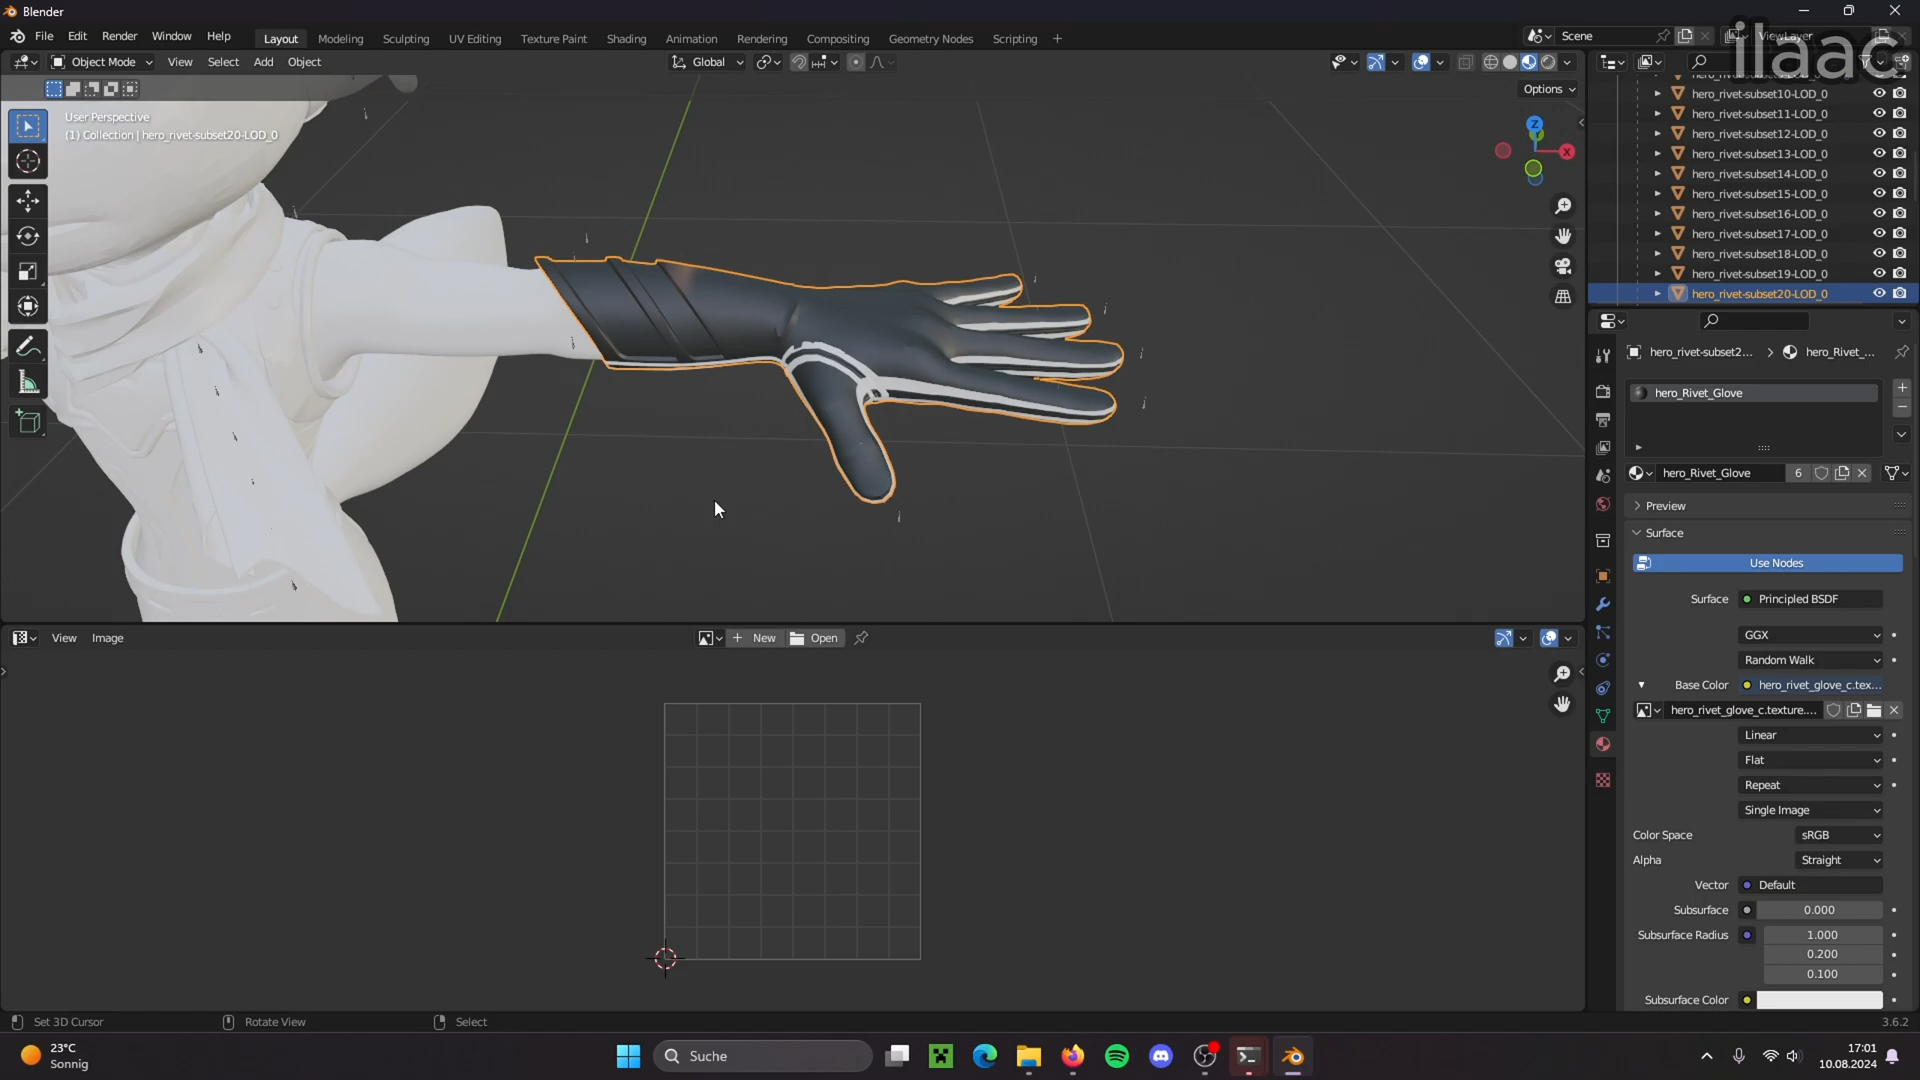 Blender
File Edit Render Window Help
Layout Modeling Sculpting UV Editing Texture Paint Shading Animation Rendering Compositing Geometry Nodes Scripting +
Scene
ViewLayer
ilaac
Object Mode View Select Add Object
Global
Options
User Perspective
(1) Collection | hero_rivet-subset20-LOD_0
Z
Y
X
hero_rivet-subset10-LOD_0
hero_rivet-subset11-LOD_0
hero_rivet-subset12-LOD_0
hero_rivet-subset13-LOD_0
hero_rivet-subset14-LOD_0
hero_rivet-subset15-LOD_0
hero_rivet-subset16-LOD_0
hero_rivet-subset17-LOD_0
hero_rivet-subset18-LOD_0
hero_rivet-subset19-LOD_0
hero_rivet-subset20-LOD_0
hero_rivet-subset2... > hero_Rivet_...
hero_Rivet_Glove
hero_Rivet_Glove 6
Preview
Surface
Use Nodes
Surface Principled BSDF
GGX
Random Walk
Base Color hero_rivet_glove_c.tex...
hero_rivet_glove_c.texture....
Linear
Flat
Repeat
Single Image
Color Space sRGB
Alpha Straight
Vector Default
Subsurface 0.000
Subsurface Radius 1.000
0.200
0.100
Subsurface Color
View Image
+ New Open
Set 3D Cursor Rotate View Select
3.6.2
23°C
Sonnig
Suche
17:01
10.08.2024